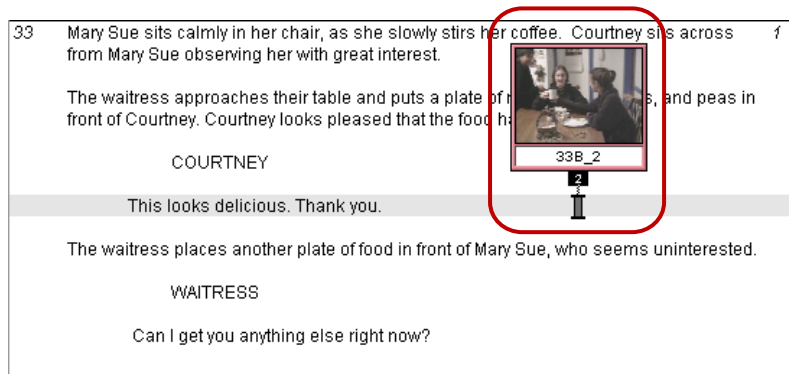 33 Mary Sue sits calmly in her chair, as she slowly stirs her coffee. Courtney sits across 1
from Mary Sue observing her with great interest.
The waitress approaches their table and puts a plate of s, and peas in
front of Courtney. Courtney looks pleased that the food
33B_2
COURTNEY
2
This looks delicious. Thank you.
The waitress places another plate of food in front of Mary Sue, who seems uninterested.
WAITRESS
Can I get you anything else right now?